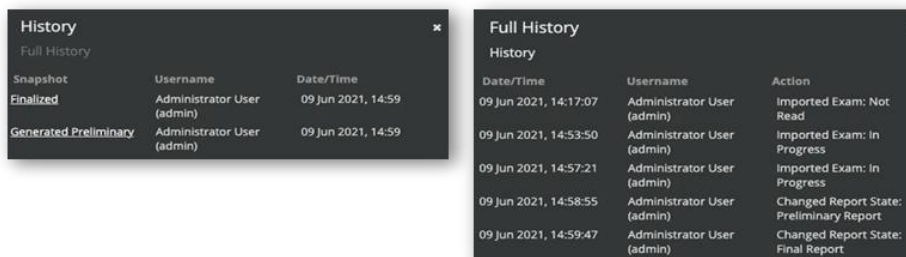 History
Full History
Snapshot Username Date/Time
Finalized Administrator User 09 Jun 2021, 14:59
(admin)
Generated Preliminary Administrator User 09 Jun 2021, 14:59
(admin)
Full History
History
Date/Time Username Action
09 Jun 2021, 14:17:07 Administrator User Imported Exam: Not
(admin) Read
09 Jun 2021, 14:53:50 Administrator User Imported Exam: In
(admin) Progress
09 Jun 2021, 14:57:21 Administrator User Imported Exam: In
(admin) Progress
09 Jun 2021, 14:58:55 Administrator User Changed Report State:
(admin) Preliminary Report
09 Jun 2021, 14:59:47 Administrator User Changed Report State:
(admin) Final Report